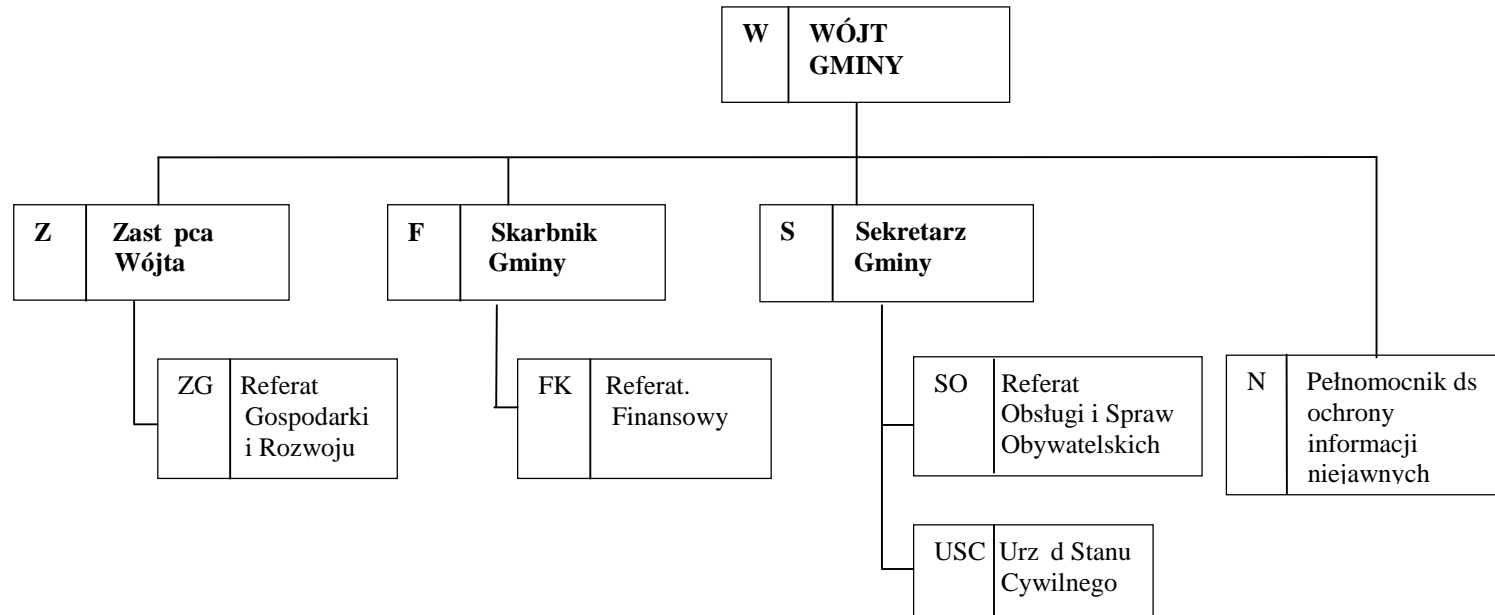 W WÓJT
GMINY
Z Zast pca
Wójta
F Skarbnik
Gminy
S Sekretarz
Gminy
ZG Referat
Gospodarki
i Rozwoju
FK Referat.
Finansowy
SO Referat
Obsługi i Spraw
Obywatelskich
N Pełnomocnik ds
ochrony
informacji
niejawnych
USC Urz d Stanu
Cywilnego